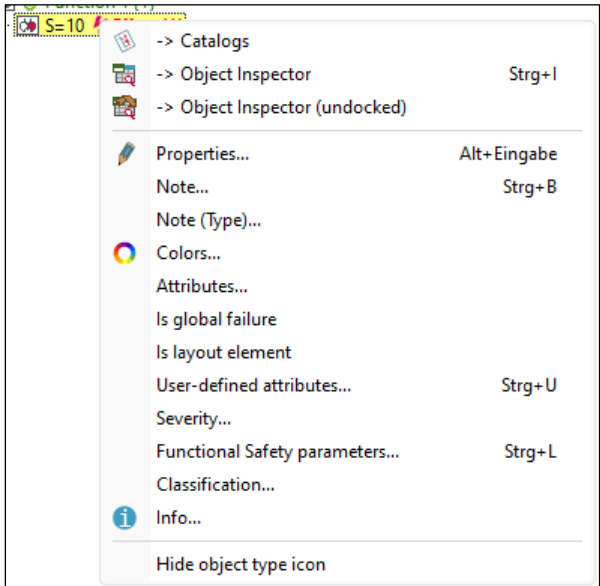 S=10
-> Catalogs
-> Object Inspector Strg+I
-> Object Inspector (undocked)
Properties... Alt+Eingabe
Note... Strg+B
Note (Type)...
Colors...
Attributes...
Is global failure
Is layout element
User-defined attributes... Strg+U
Severity...
Functional Safety parameters... Strg+L
Classification...
Info...
Hide object type icon